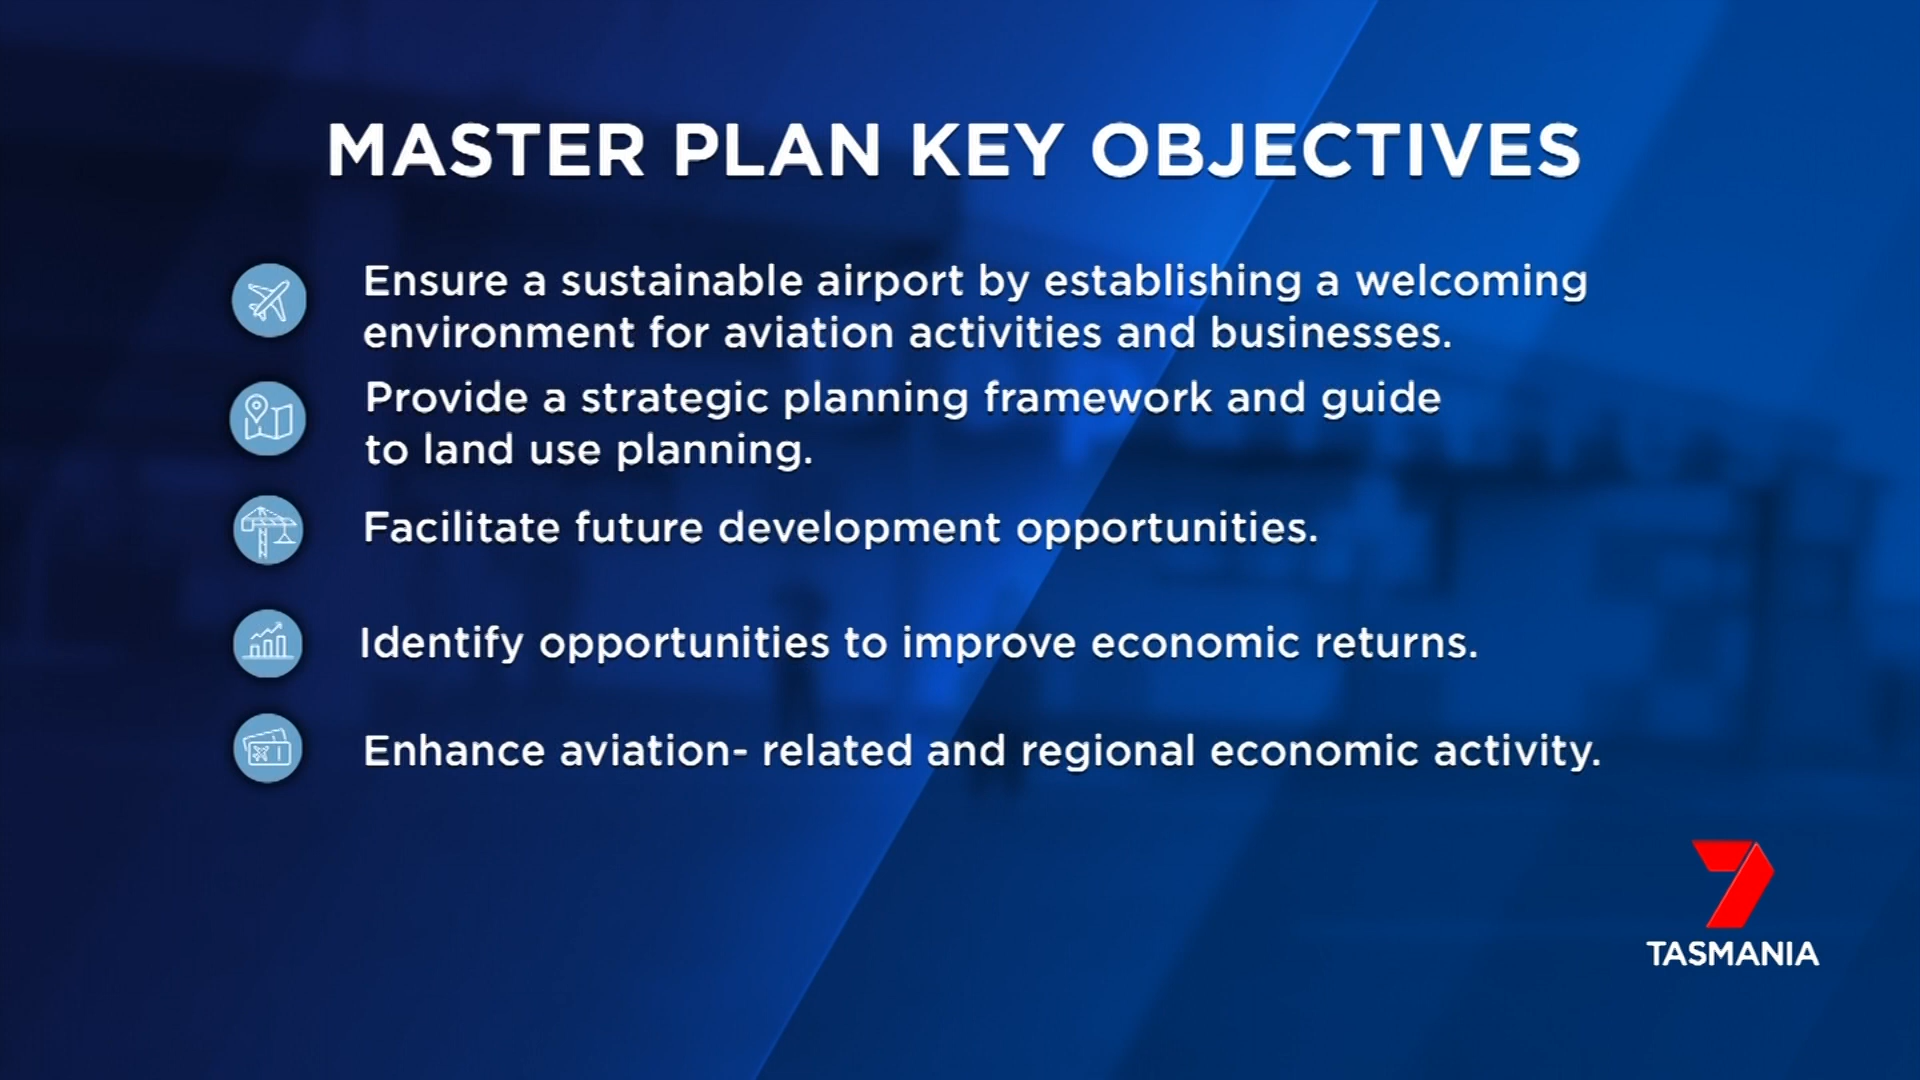 MASTER PLAN KEY OBJECTIVES
Ensure a sustainable airport by establishing a welcoming
environment for aviation activities and businesses.
Provide a strategic planning framework and guide
to land use planning.
Facilitate future development opportunities.
Identify opportunities to improve economic returns.
Enhance aviation- related and regional economic activity.
7
TASMANIA